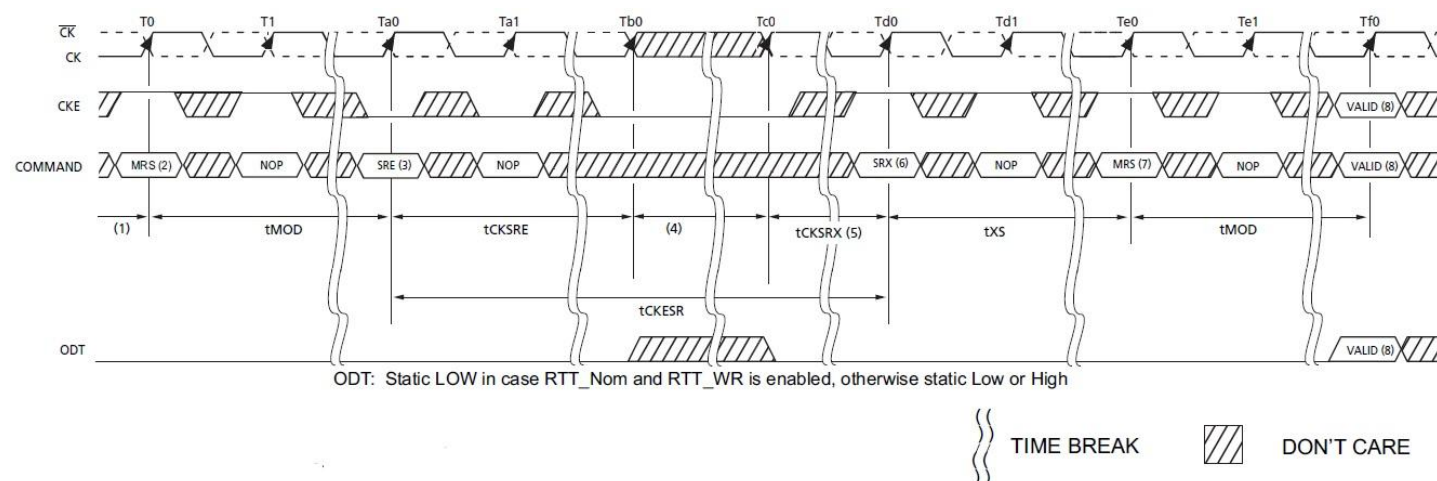 T0 T1 Ta0 Ta1 Tb0 Tc0 Td0 Td1 Te0 Te1 Tf0
CK
CK
CKE VALID (8)
COMMAND MRS (2) NOP SRE (3) NOP SRX (6) NOP MRS (7) NOP VALID (8)
(1) tMOD tCKSRE (4) tCKSRX (5) tXS tMOD
tCKESR
ODT VALID (8)
ODT: Static LOW in case RTT_Nom and RTT_WR is enabled, otherwise static Low or High
TIME BREAK DON'T CARE